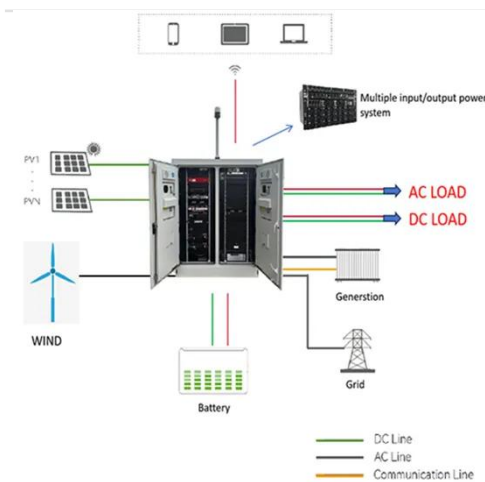 Multiple input/output power
system
PV1
PVN
AC LOAD
DC LOAD
WIND
Generstion
Grid
Battery
DC Line
AC Line
Communication Line